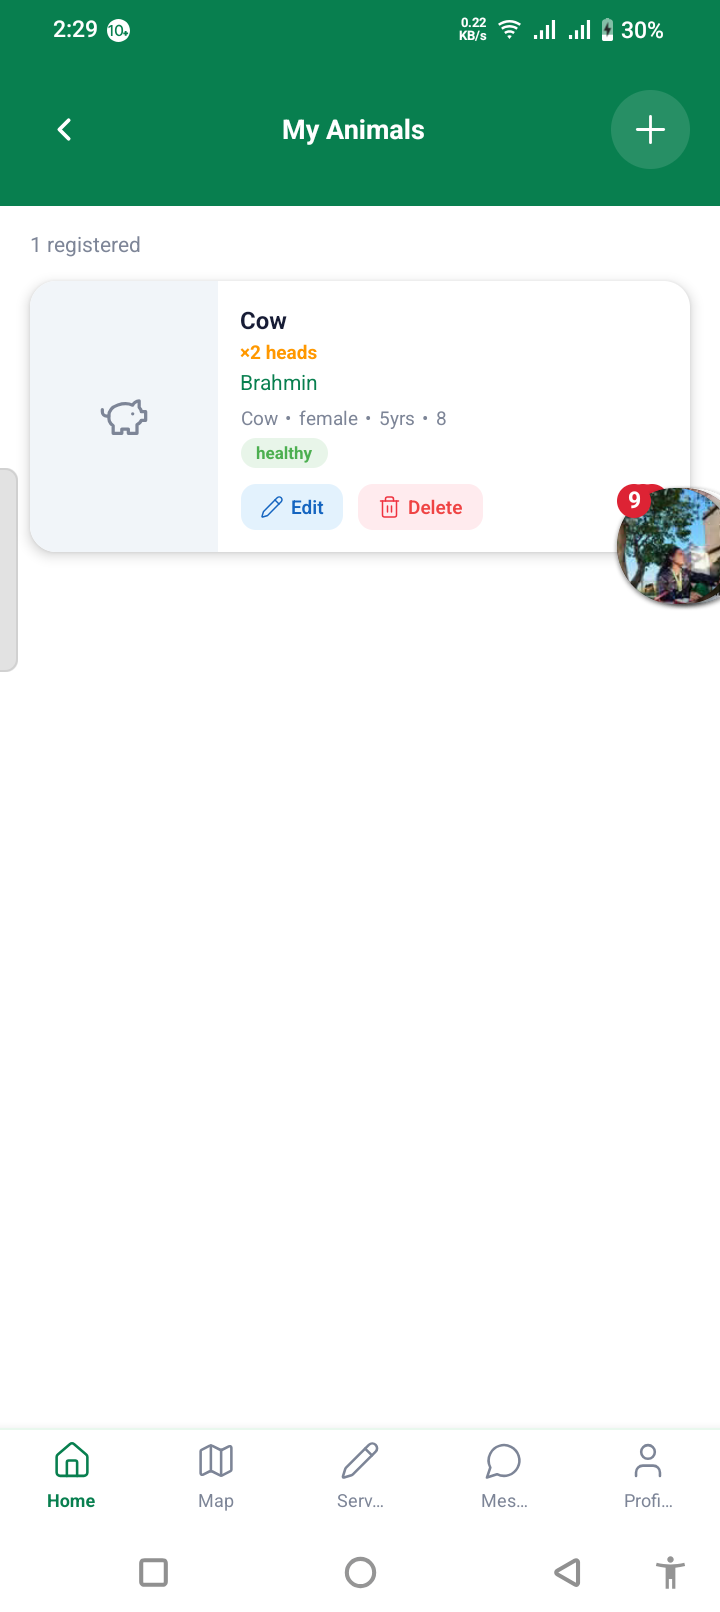 2:29 10
0.22 KB/s 30%
My Animals
1 registered
Cow
×2 heads
Brahmin
Cow • female • 5yrs • 8
healthy
Edit Delete
9
Home Map Serv... Mes... Profi...